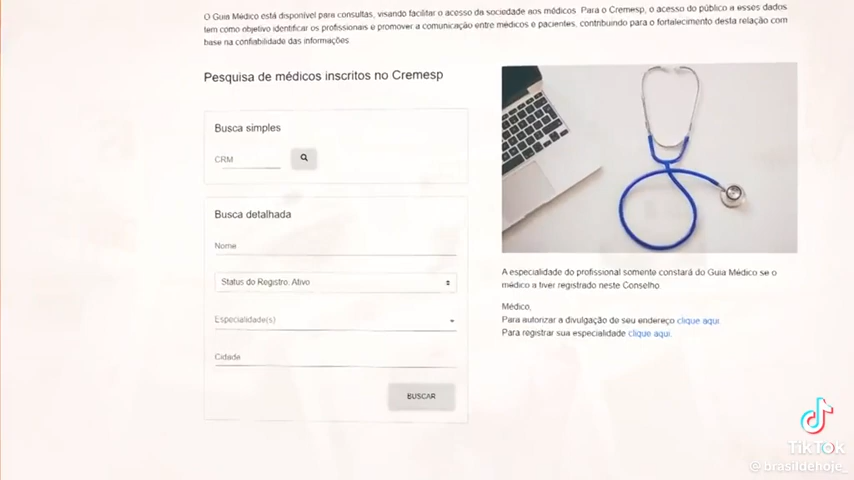 O Guia Médico está disponível para consultas, visando facilitar o acesso da sociedade aos médicos. Para o Cremesp, o acesso do público a esses dados
tem como objetivo identificar os profissionais e promover a comunicação entre médicos e pacientes, contribuindo para o fortalecimento desta relação com
base na confiabilidade das informações.
Pesquisa de médicos inscritos no Cremesp
Busca simples
CRM
Busca detalhada
Nome
Status do Registro: Ativo
Especialidade(s)
Cidade
BUSCAR
A especialidade do profissional somente constará do Guia Médico se o
médico a tiver registrado neste Conselho.
Médico,
Para autorizar a divulgação de seu endereço clique aqui.
Para registrar sua especialidade clique aqui.
TikTok
@brasildehoje_